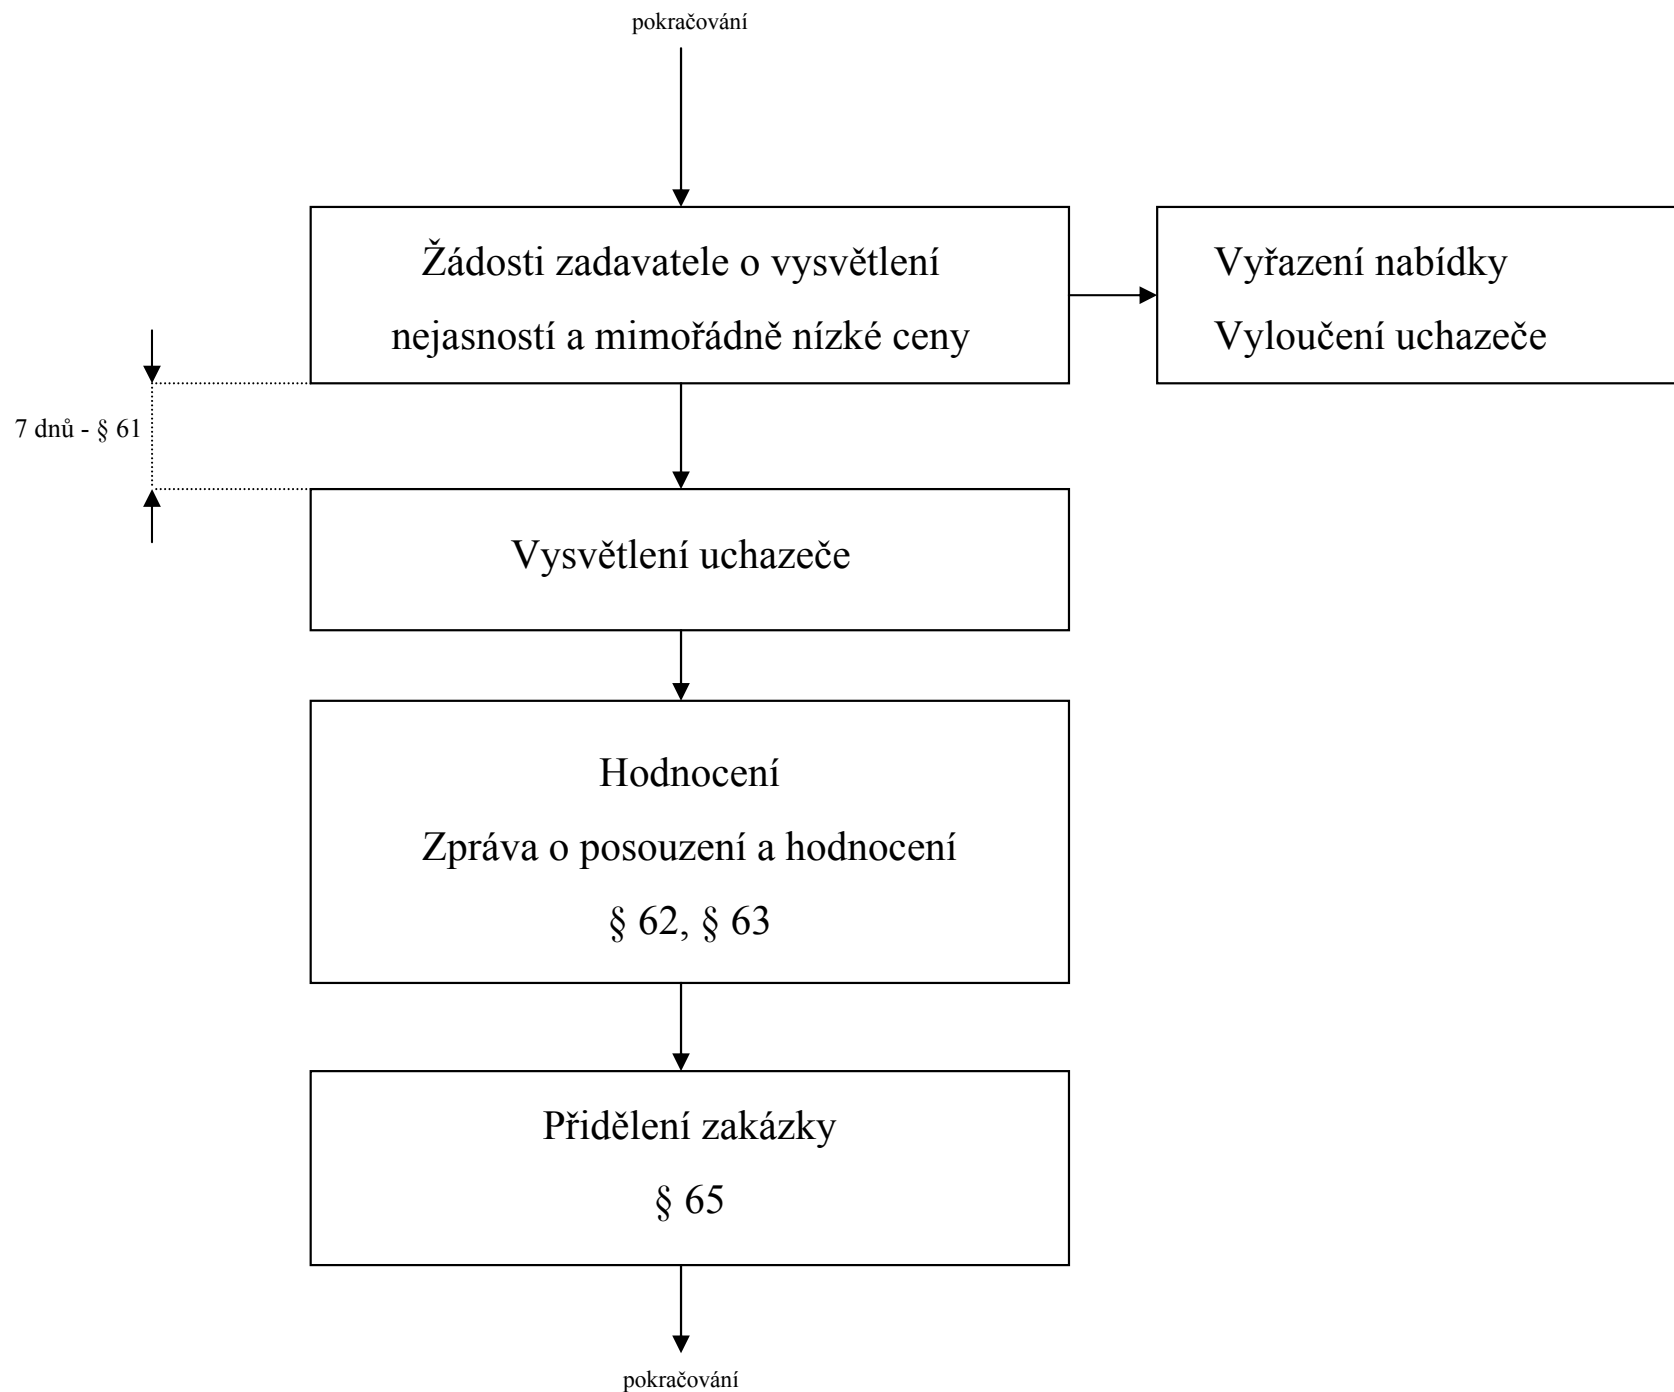 pokračování
Žádosti zadavatele o vysvětlení
nejasností a mimořádně nízké ceny
Vyřazení nabídky
Vyloučení uchazeče
7 dnů - § 61
Vysvětlení uchazeče
Hodnocení
Zpráva o posouzení a hodnocení
§ 62, § 63
Přidělení zakázky
§ 65
pokračování